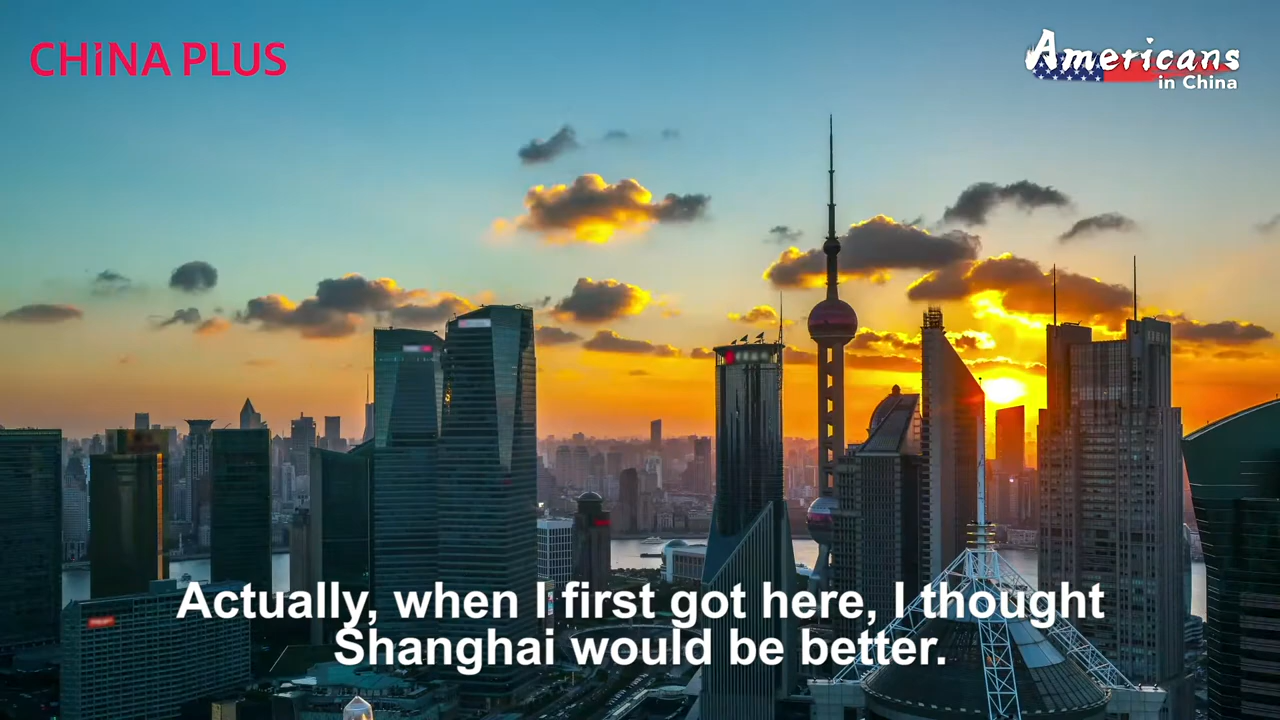 CHINA PLUS
Americans
in China
Actually, when I first got here, I thought
Shanghai would be better.